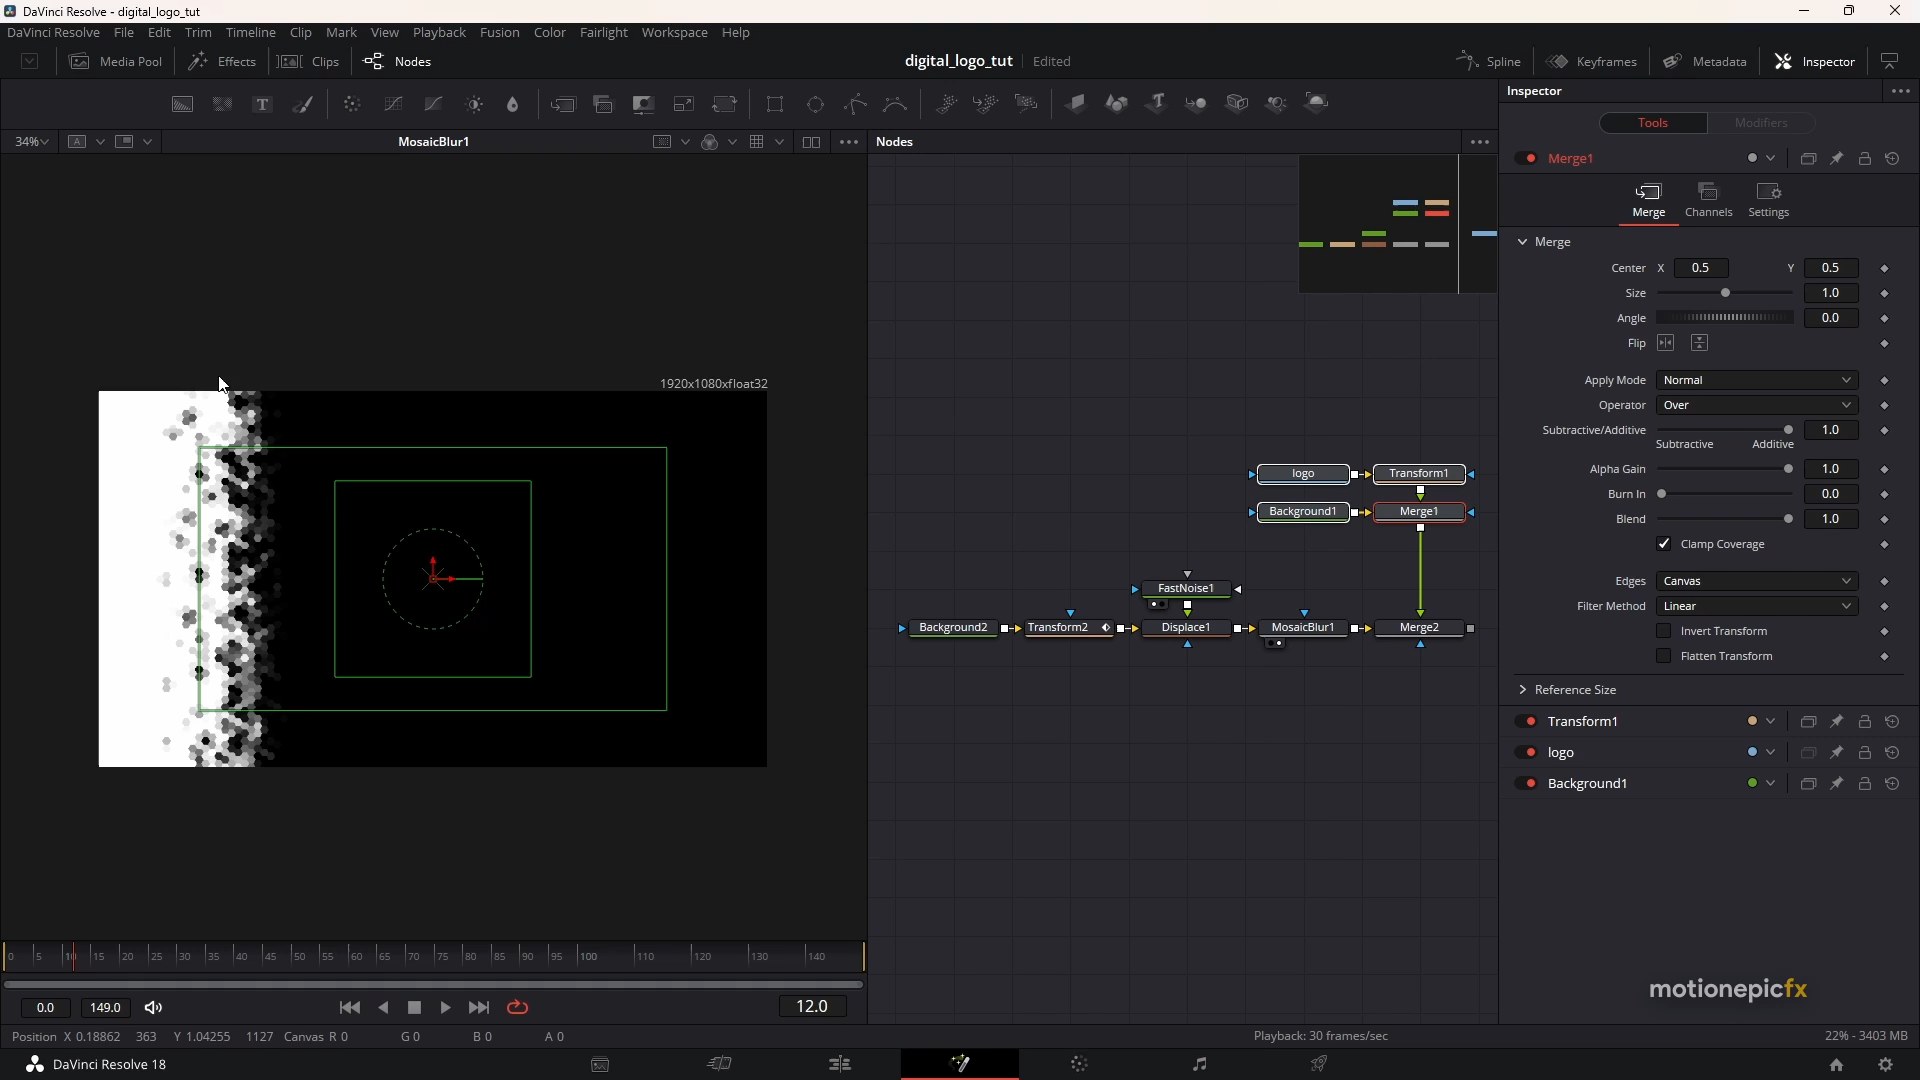 DaVinci Resolve - digital_logo_tut
DaVinci Resolve File Edit Trim Timeline Clip Mark View Playback Fusion Color Fairlight Workspace Help
Media Pool Effects Clips Nodes digital_logo_tut Edited Spline Keyframes Metadata Inspector
Inspector
Tools Modifiers
34% A MosaicBlur1 Nodes
Merge1
Merge Channels Settings
Merge
Center X 0.5 Y 0.5
Size 1.0
Angle 0.0
Flip
Apply Mode Normal
Operator Over
Subtractive/Additive 1.0
Subtractive Additive
Alpha Gain 1.0
Burn In 0.0
Blend 1.0
Clamp Coverage
Edges Canvas
Filter Method Linear
Invert Transform
Flatten Transform
Reference Size
Transform1
logo
Background1
1920x1080xfloat32
logo Transform1
Background1 Merge1
FastNoise1
Background2 Transform2 Displace1 MosaicBlur1 Merge2
motionepicfx
0 5 15 20 25 30 35 40 45 50 55 60 65 70 75 80 85 90 95 100 110 120 130 140
0.0 149.0 12.0
Position X 0.18862 363 Y 1.04255 1127 Canvas R 0 G 0 B 0 A 0
Playback: 30 frames/sec 22% - 3403 MB
DaVinci Resolve 18